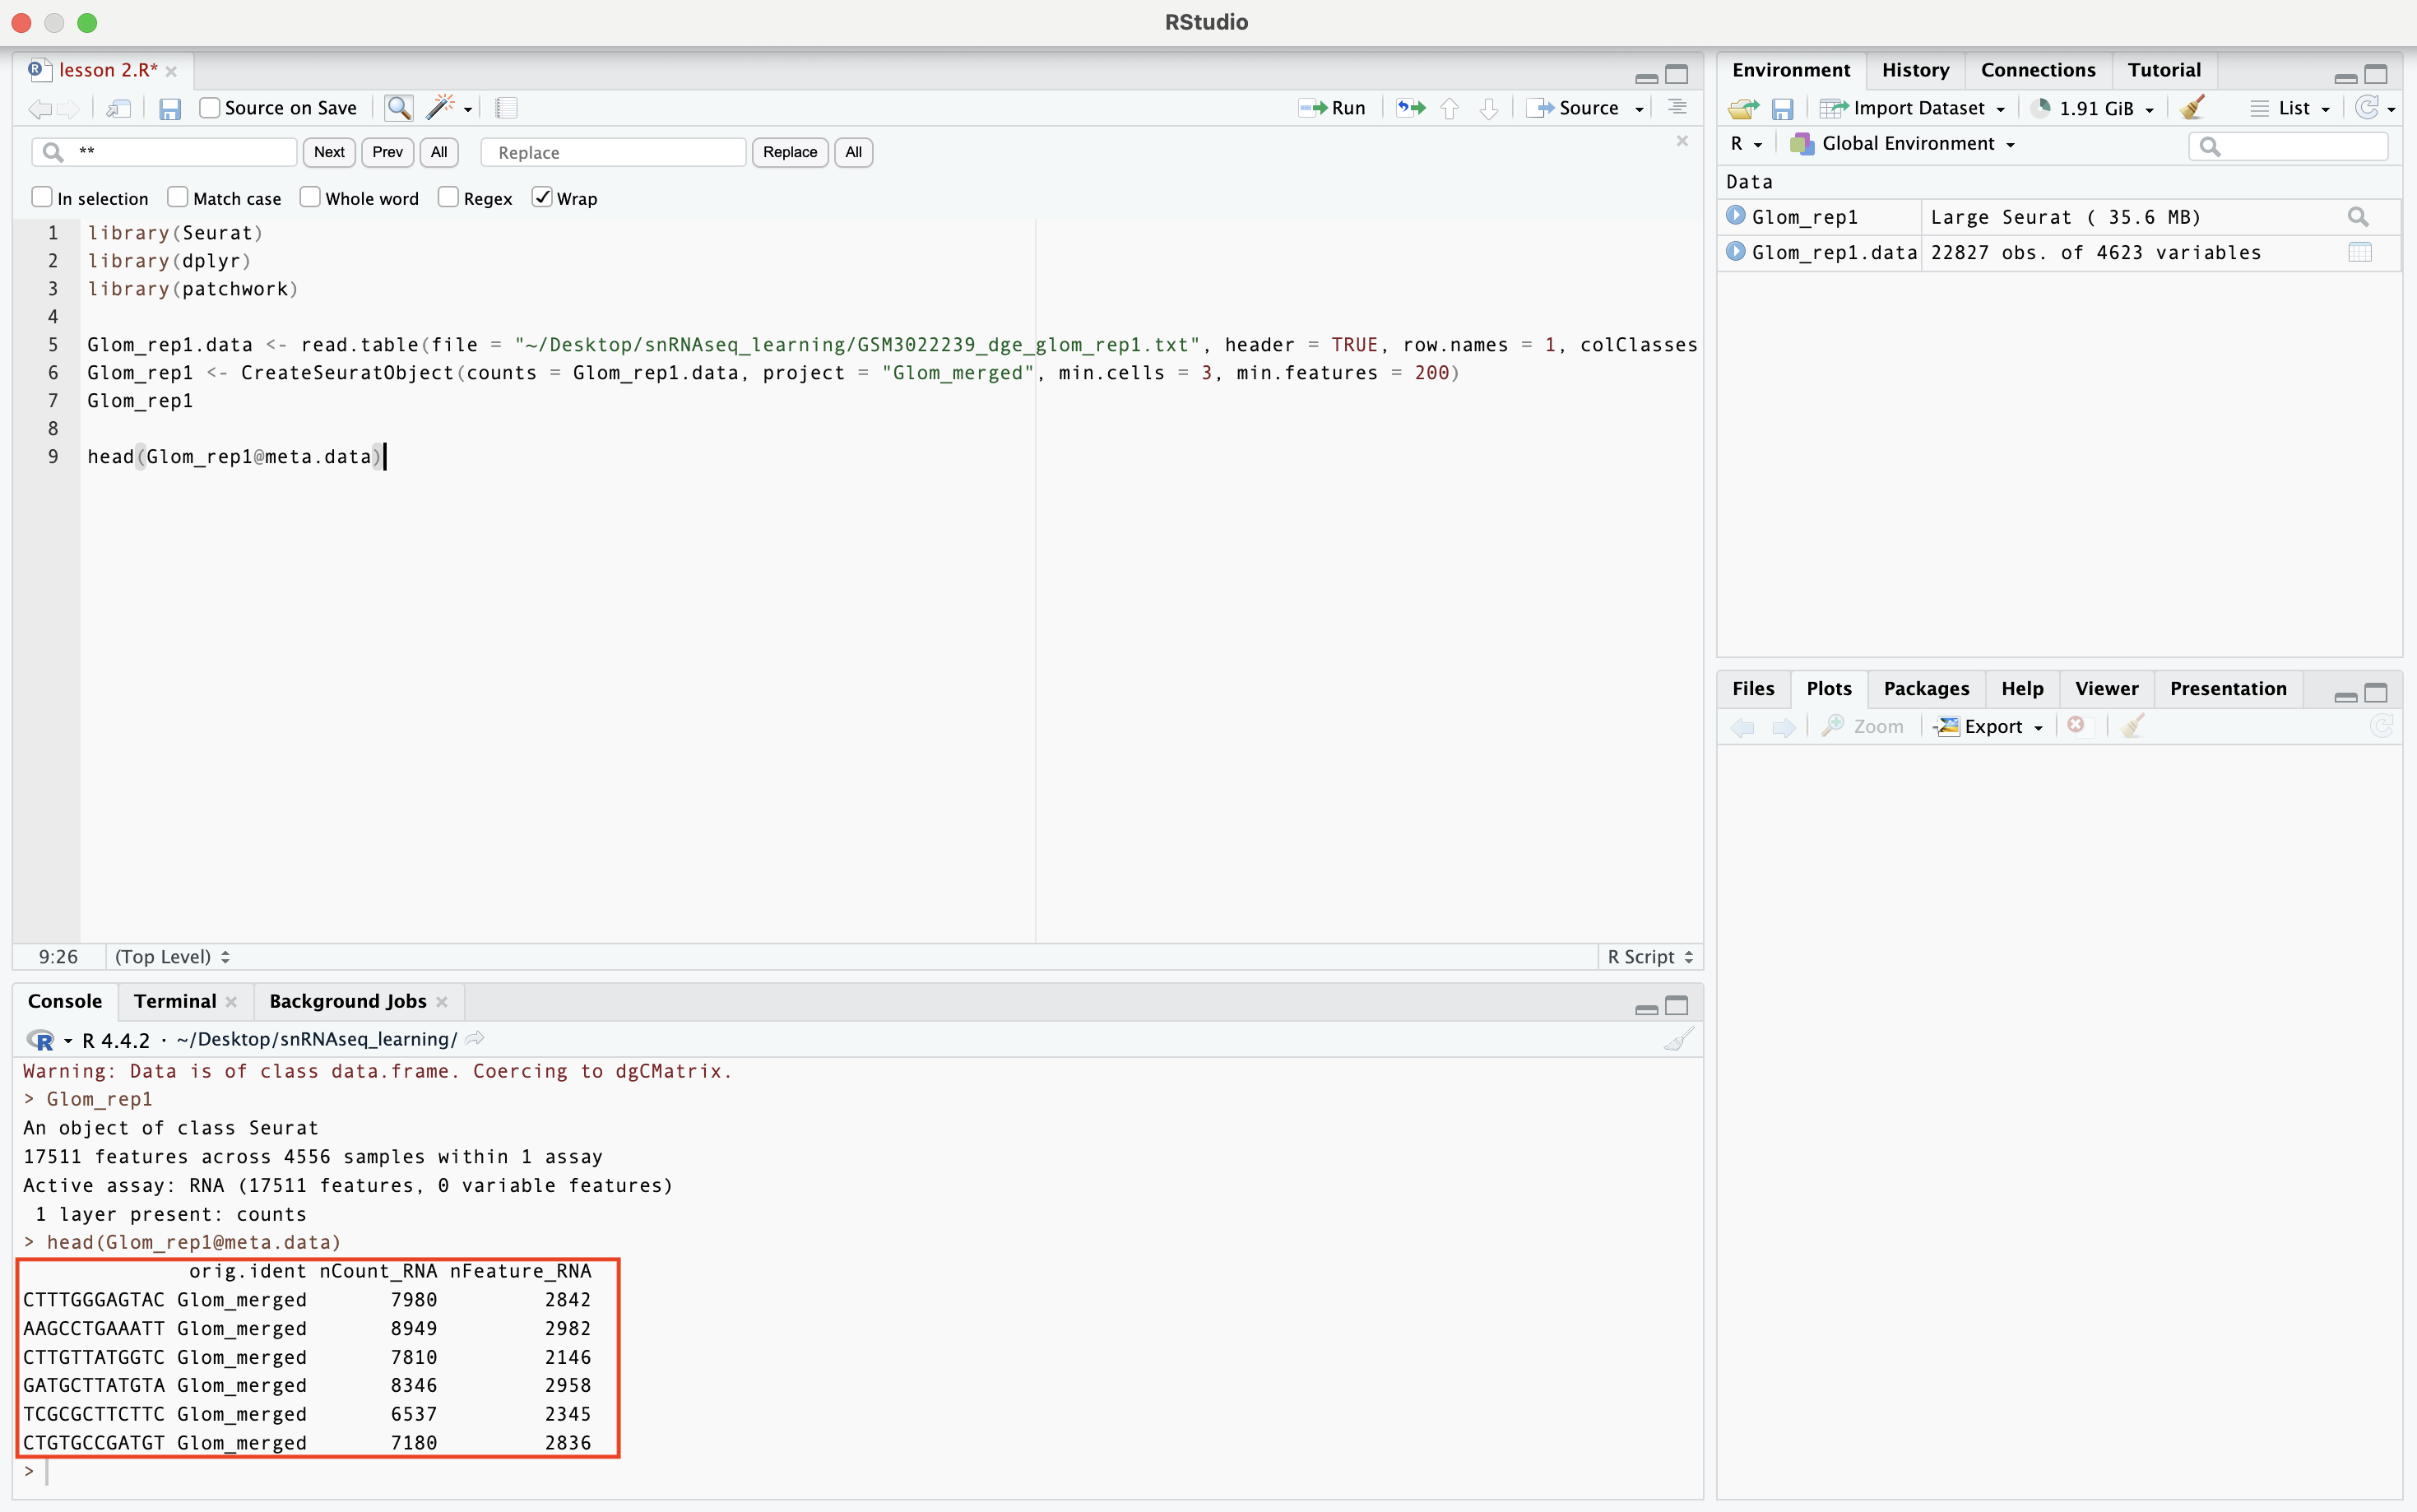 RStudio
lesson 2.R*
Source on Save
Run
Source
**
Next
Prev
All
Replace
Replace
All
In selection
Match case
Whole word
Regex
Wrap
1 library(Seurat)
2 library(dplyr)
3 library(patchwork)
4
5 Glom_rep1.data <- read.table(file = "~/Desktop/snRNAseq_learning/GSM3022239_dge_glom_rep1.txt", header = TRUE, row.names = 1, colClasses
6 Glom_rep1 <- CreateSeuratObject(counts = Glom_rep1.data, project = "Glom_merged", min.cells = 3, min.features = 200)
7 Glom_rep1
8
9 head(Glom_rep1@meta.data)
9:26 (Top Level) R Script
Console Terminal Background Jobs
R 4.4.2 · ~/Desktop/snRNAseq_learning/
Warning: Data is of class data.frame. Coercing to dgCMatrix.
> Glom_rep1
An object of class Seurat
17511 features across 4556 samples within 1 assay
Active assay: RNA (17511 features, 0 variable features)
1 layer present: counts
> head(Glom_rep1@meta.data)
orig.ident nCount_RNA nFeature_RNA
CTTTGGGAGTAC Glom_merged 7980 2842
AAGCCTGAAATT Glom_merged 8949 2982
CTTGTTATGGTC Glom_merged 7810 2146
GATGCTTATGTA Glom_merged 8346 2958
TCGCGCTTCTTC Glom_merged 6537 2345
CTGTGCCGATGT Glom_merged 7180 2836
>
Environment History Connections Tutorial
Import Dataset 1.91 GiB List
R Global Environment
Data
Glom_rep1 Large Seurat ( 35.6 MB)
Glom_rep1.data 22827 obs. of 4623 variables
Files Plots Packages Help Viewer Presentation
Zoom Export